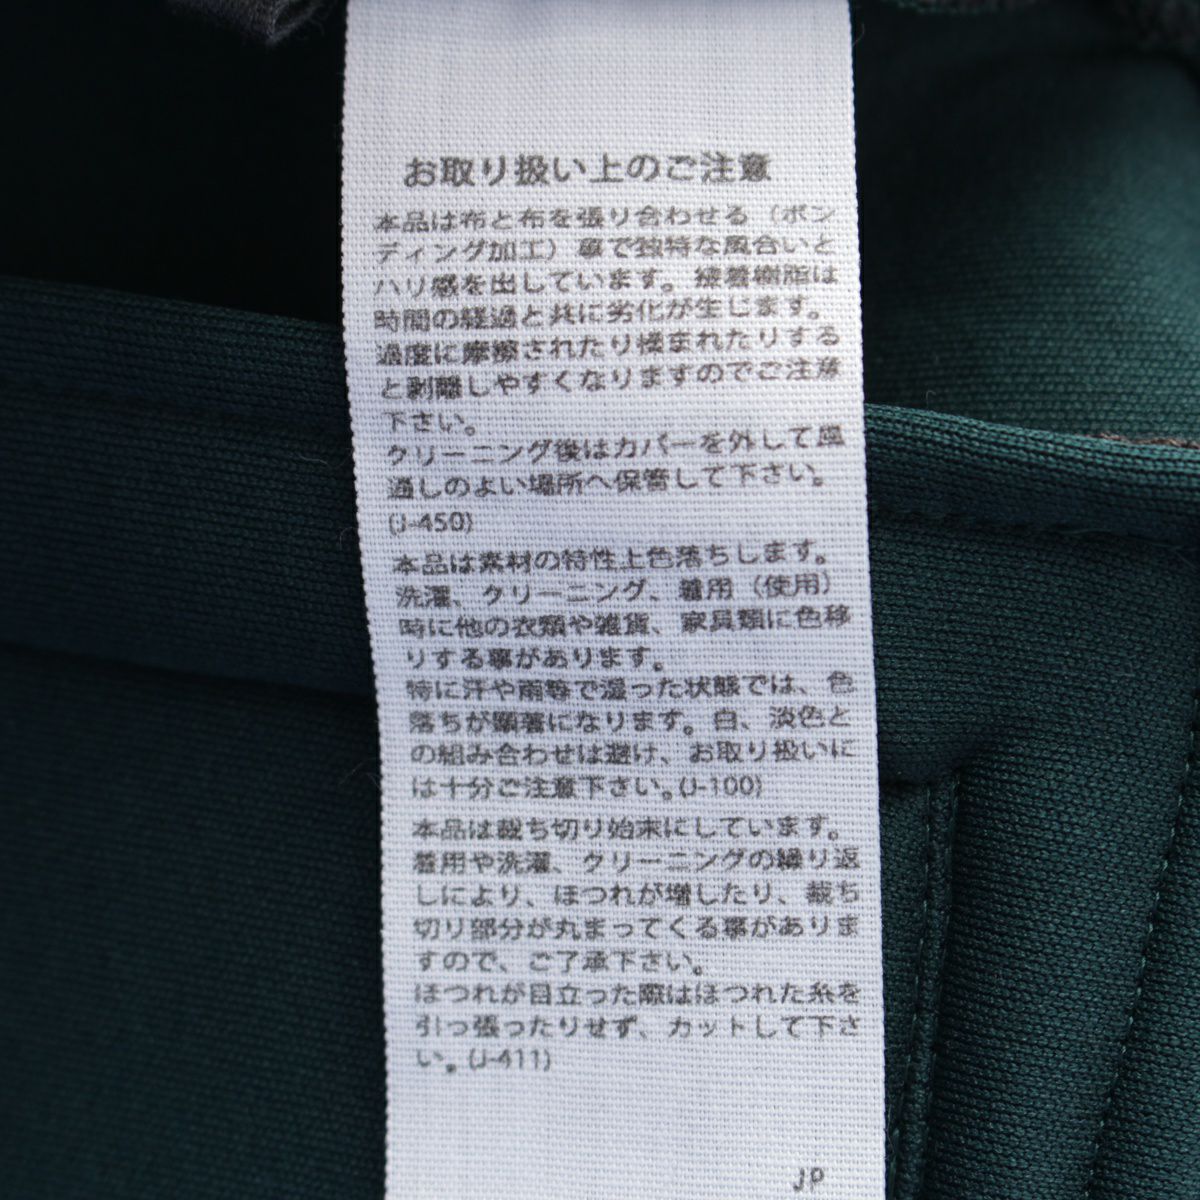 お取り扱い上のご注意
本品は布と布を張り合わせる（ボン
ディング加工）事で独特な風合いと
ハリ感を出しています。接着樹脂は
時間の経過と共に劣化が生じます。
過度に摩擦されたり揉まれたりする
と剥離しやすくなりますのでご注意
下さい。
クリーニング後はカバーを外して風
通しのよい場所へ保管して下さい。
(J-450)
本品は素材の特性上色落ちします。
洗濯、クリーニング、着用（使用）
時に他の衣類や雑貨、家具類に色移
りする事があります。
特に汗や雨等で湿った状態では、色
落ちが顕著になります。白、淡色と
の組み合わせは避け、お取り扱いに
は十分ご注意下さい。(J-100)
本品は裁ち切り始末にしています。
着用や洗濯、クリーニングの繰り返
しにより、ほつれが増したり、裁ち
切り部分が丸まってくる事がありま
すので、ご了承下さい。
ほつれが目立った際はほつれた糸を
引っ張ったりせず、カットして下さ
い。(J-411)
JP